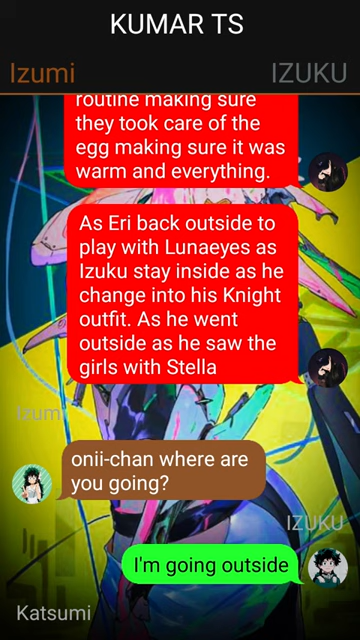 KUMAR TS
Izumi
IZUKU
routine making sure
they took care of the
egg making sure it was
warm and everything.
As Eri back outside to
play with Lunaeyes as
Izuku stay inside as he
change into his Knight
outfit. As he went
outside as he saw the
girls with Stella
Izumi
onii-chan where are
you going?
IZUKU
I'm going outside
Katsumi